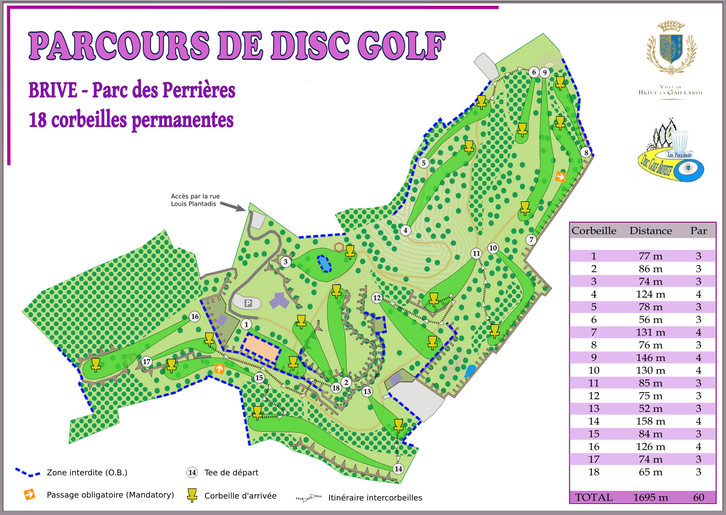 PARCOURS DE DISC GOLF
BRIVE - Parc des Perrières
18 corbeilles permanentes
VILLE DE
BRIVE LA GAILLARDE
Les Perrières
Accès par la rue
Louis Plantadis
6 9
5
8
4
7
11 10
3
12
P
16
1
17
15
18 2
13
14
Corbeille Distance Par
1 77 m 3
2 86 m 3
3 74 m 3
4 124 m 4
5 78 m 3
6 56 m 3
7 131 m 4
8 76 m 3
9 146 m 4
10 130 m 4
11 85 m 3
12 75 m 3
13 52 m 3
14 158 m 4
15 84 m 3
16 126 m 4
17 74 m 3
18 65 m 3
TOTAL 1695 m 60
Zone interdite (O.B.)
14 Tee de départ
Passage obligatoire (Mandatory)
Corbeille d'arrivée
Itinéraire intercorbeilles